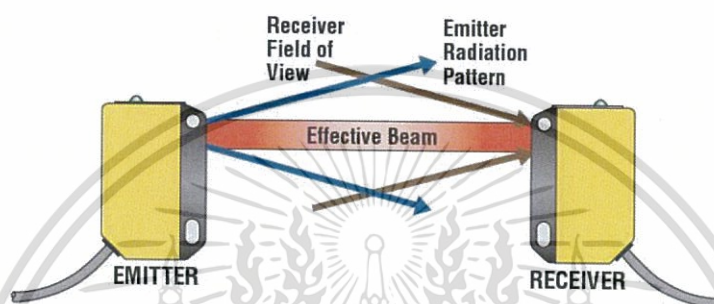 Receiver
Field of
View
Emitter
Radiation
Pattern
Effective Beam
EMITTER
RECEIVER